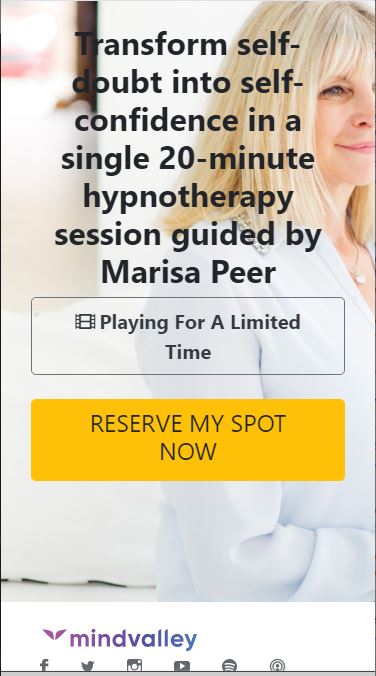 Transform self-
doubt into self-
confidence in a
single 20-minute
hypnotherapy
session guided by
Marisa Peer
Playing For A Limited
Time
RESERVE MY SPOT
NOW
mindvalley